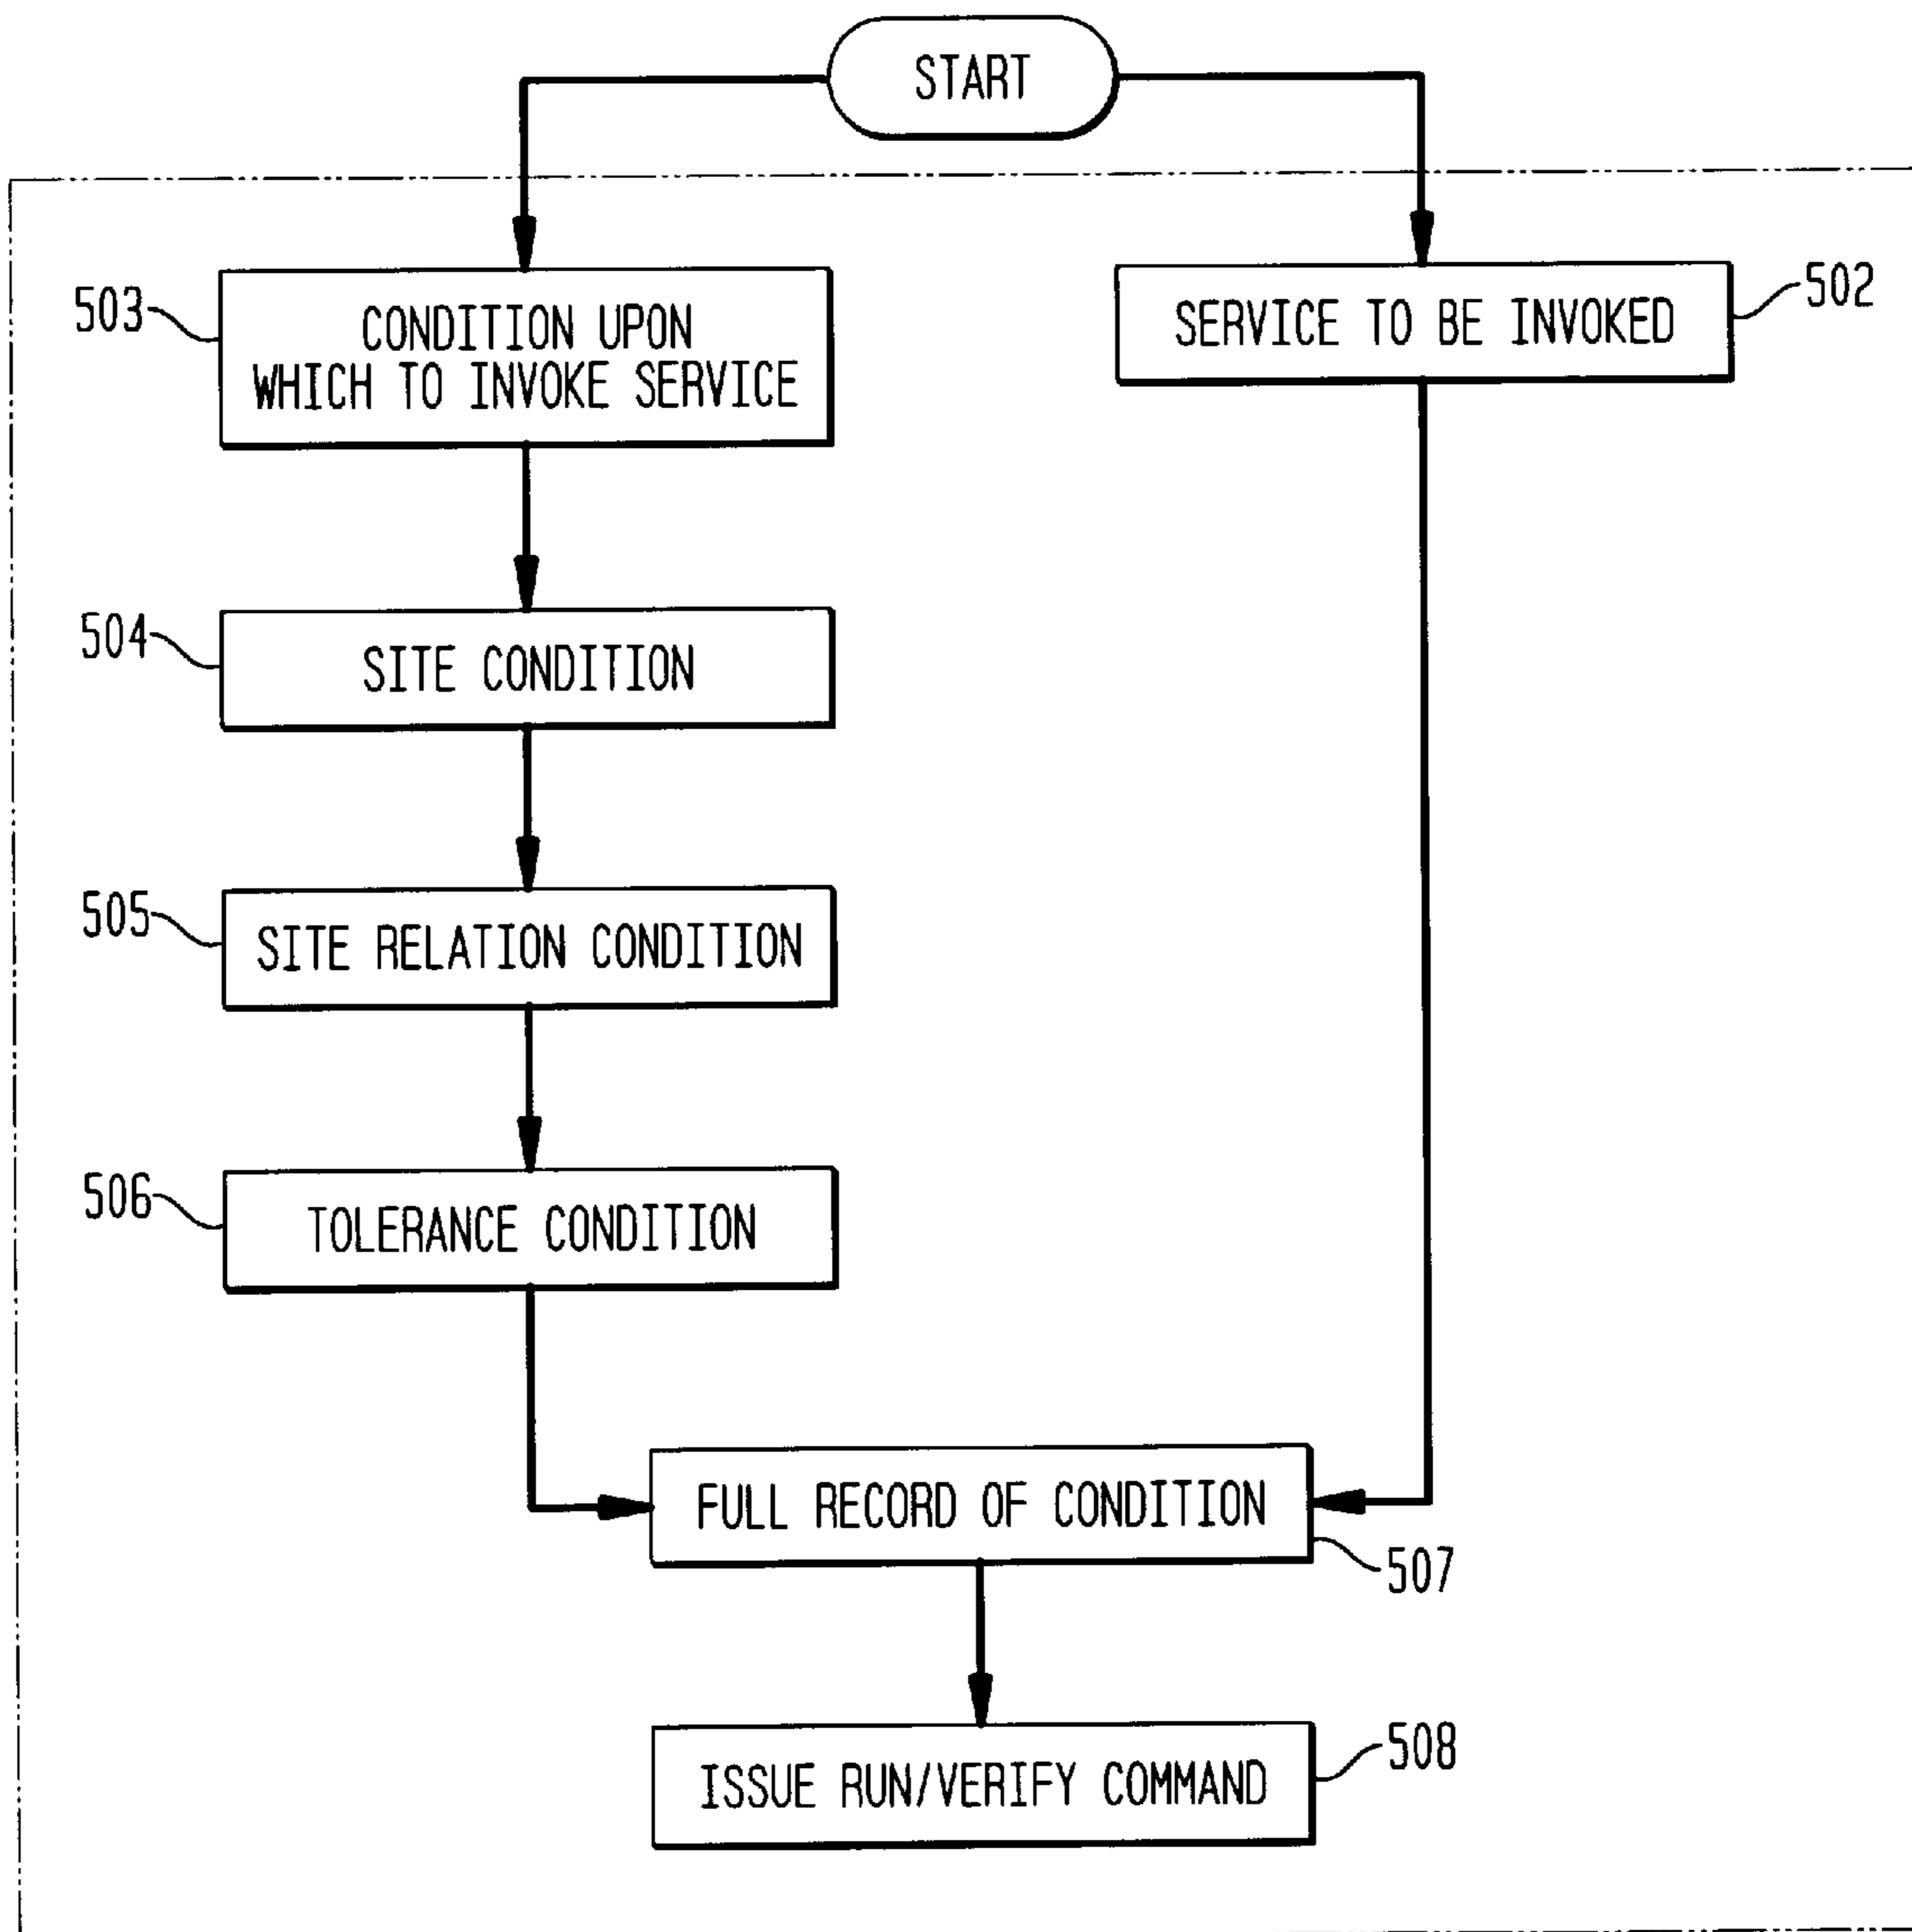 START
503
CONDITION UPON
WHICH TO INVOKE SERVICE
SERVICE TO BE INVOKED
502
504
SITE CONDITION
505
SITE RELATION CONDITION
506
TOLERANCE CONDITION
FULL RECORD OF CONDITION
507
ISSUE RUN/VERIFY COMMAND
508